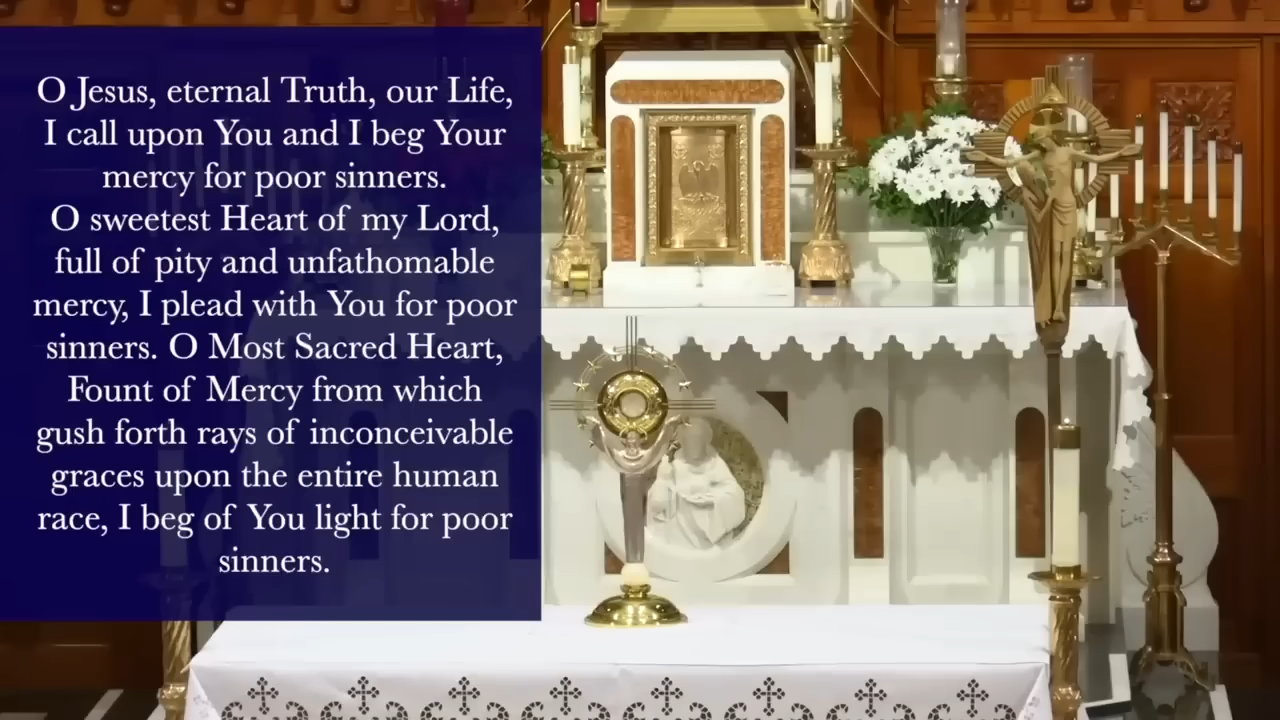 O Jesus, eternal Truth, our Life,
I call upon You and I beg Your
mercy for poor sinners.
O sweetest Heart of my Lord,
full of pity and unfathomable
mercy, I plead with You for poor
sinners. O Most Sacred Heart,
Fount of Mercy from which
gush forth rays of inconceivable
graces upon the entire human
race, I beg of You light for poor
sinners.